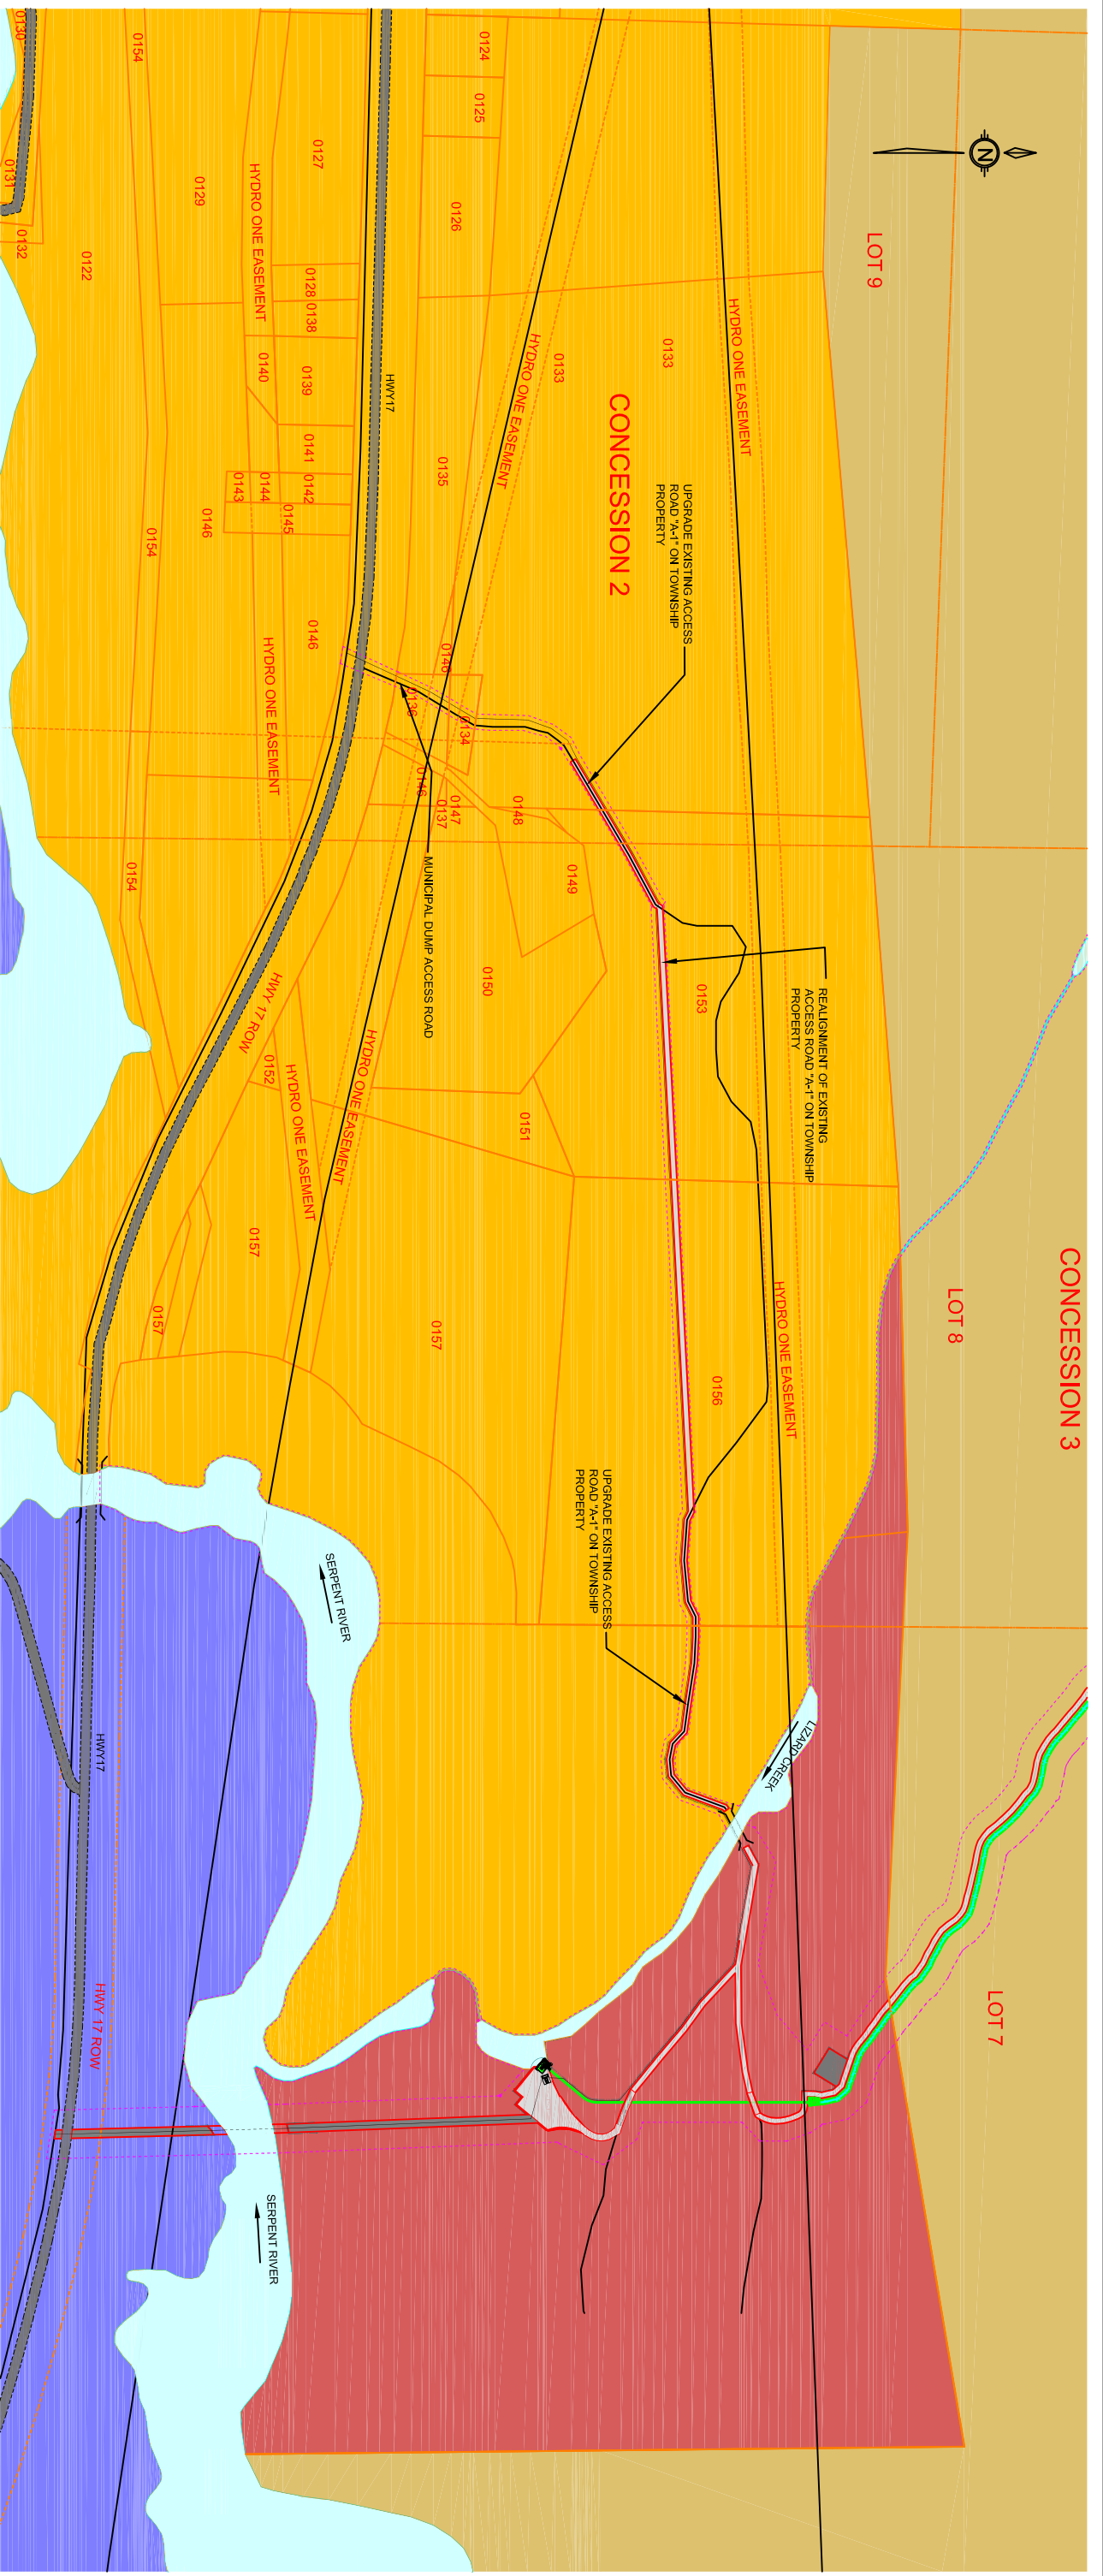 N
LOT 9
CONCESSION 3
LOT 8
LOT 7
CONCESSION 2
HYDRO ONE EASEMENT
HYDRO ONE EASEMENT
0133
0133
HYDRO ONE EASEMENT
UPGRADE EXISTING ACCESS
ROAD "A-1" ON TOWNSHIP
PROPERTY
REALIGNMENT OF EXISTING
ACCESS ROAD "A-1" ON TOWNSHIP
PROPERTY
0153
0156
UPGRADE EXISTING ACCESS
ROAD "A-1" ON TOWNSHIP
PROPERTY
LIZARD CREEK
0124
0125
0126
0135
0146
0136
0134
0146
0147
0137
0148
0149
0150
0151
0157
MUNICIPAL DUMP ACCESS ROAD
HWY17
0127
0128
0138
0139
0141
0142
0140
0144
0143
0145
0146
0146
HYDRO ONE EASEMENT
HYDRO ONE EASEMENT
HYDRO ONE EASEMENT
HYDRO ONE EASEMENT
HWY 17 ROW
0152
0157
0157
0129
0154
0154
0154
0122
0130
0131
0132
SERPENT RIVER
SERPENT RIVER
HWY17
HWY 17 ROW